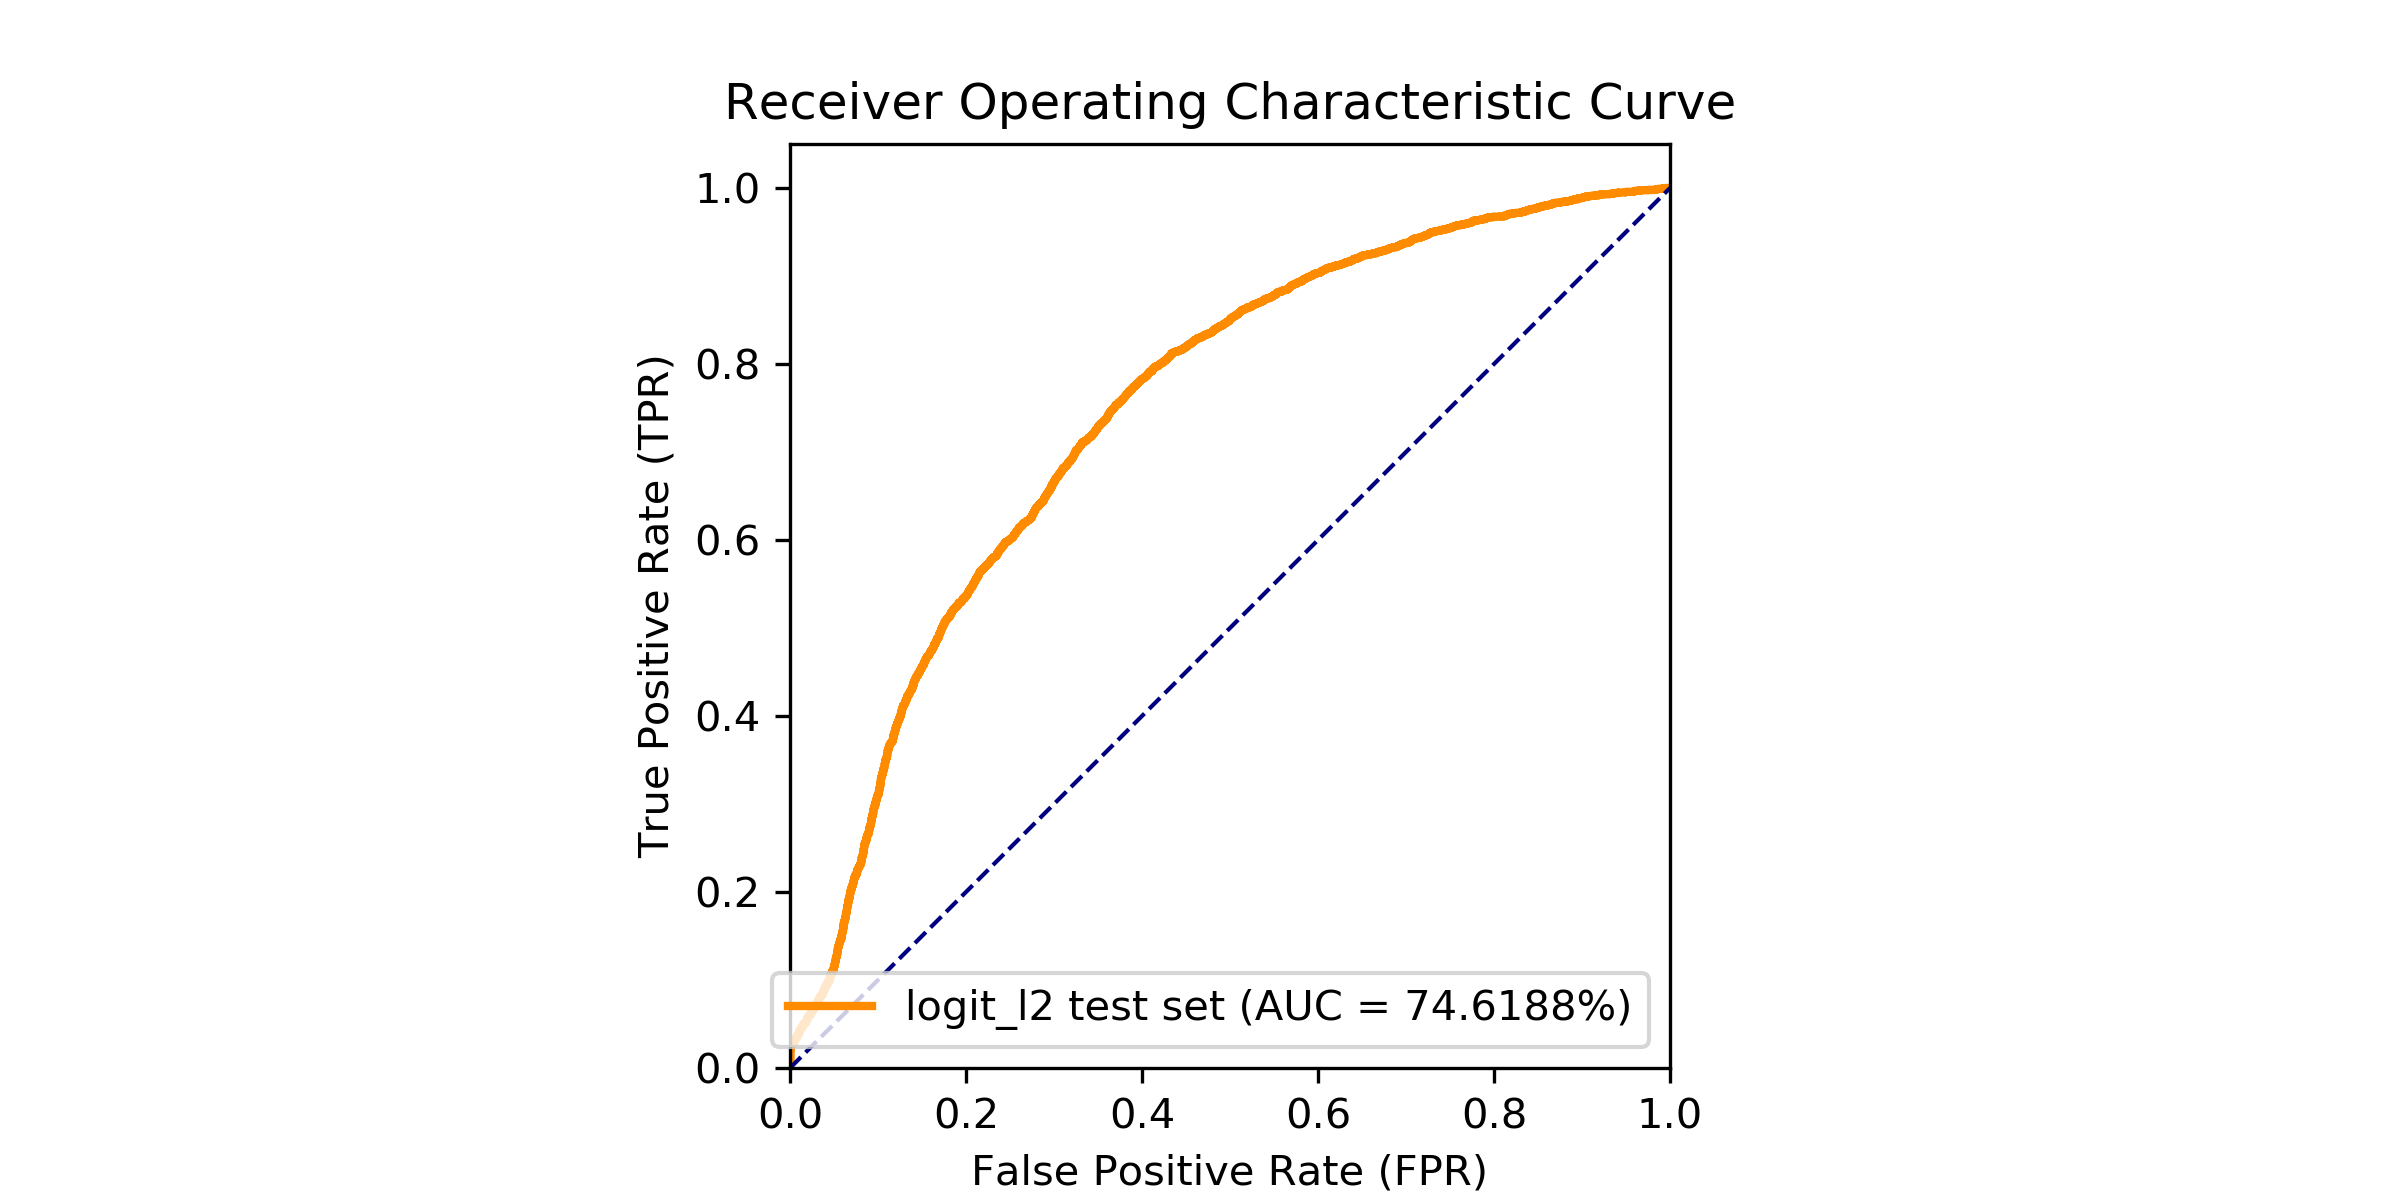 Receiver Operating Characteristic Curve
True Positive Rate (TPR)
1.0
0.8
0.6
0.4
0.2
0.0
logit_l2 test set (AUC = 74.6188%)
0.0 0.2 0.4 0.6 0.8 1.0
False Positive Rate (FPR)